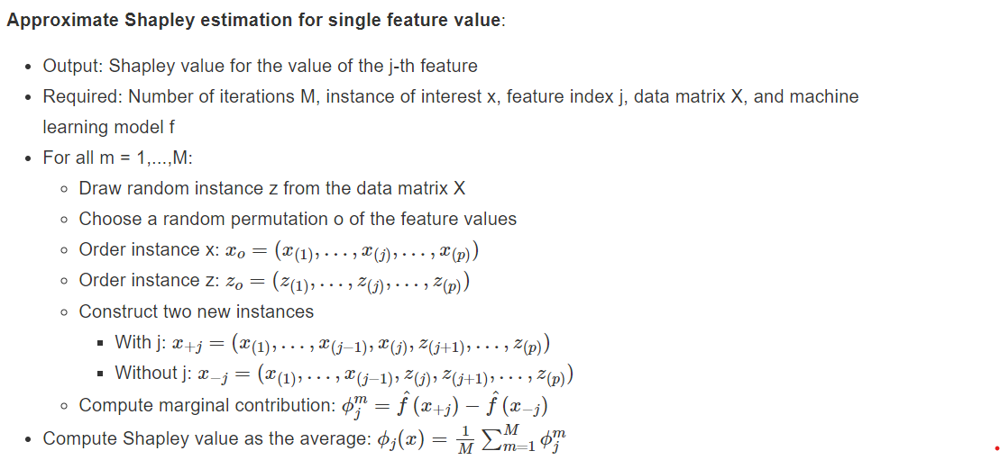 Approximate Shapley estimation for single feature value:
• Output: Shapley value for the value of the j-th feature
• Required: Number of iterations M, instance of interest x, feature index j, data matrix X, and machine
learning model f
• For all m = 1,...,M:
◦ Draw random instance z from the data matrix X
◦ Choose a random permutation o of the feature values
◦ Order instance x: $x_o = (x_{(1)}, \ldots, x_{(j)}, \ldots, x_{(p)})$
◦ Order instance z: $z_o = (z_{(1)}, \ldots, z_{(j)}, \ldots, z_{(p)})$
◦ Construct two new instances
▪ With j: $x_{+j} = (x_{(1)}, \ldots, x_{(j-1)}, x_{(j)}, z_{(j+1)}, \ldots, z_{(p)})$
▪ Without j: $x_{-j} = (x_{(1)}, \ldots, x_{(j-1)}, z_{(j)}, z_{(j+1)}, \ldots, z_{(p)})$
◦ Compute marginal contribution: $\phi_j^m = \hat{f}(x_{+j}) - \hat{f}(x_{-j})$
• Compute Shapley value as the average: $\phi_j(x) = \frac{1}{M} \sum_{m=1}^{M} \phi_j^m$